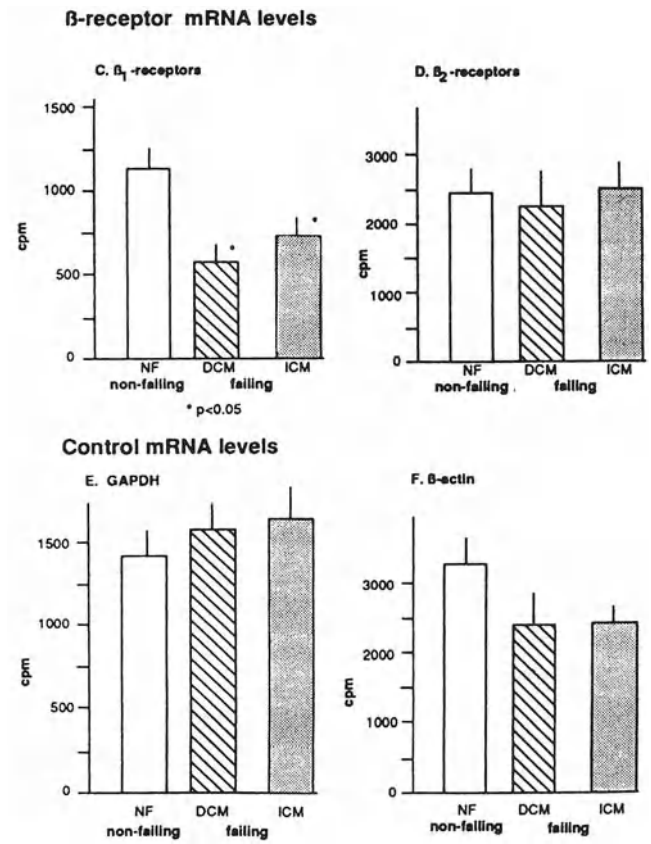 ß-receptor mRNA levels
C. ß1-receptors
1500
1000
500
0
cpm
NF DCM ICM
non-failing failing
* *
* p<0.05
D. ß2-receptors
3000
2000
1000
0
cpm
NF DCM ICM
non-failing . failing
Control mRNA levels
E. GAPDH
1500
1000
500
0
cpm
NF DCM ICM
non-failing failing
F. ß-actin
3000
2000
1000
0
cpm
NF DCM ICM
non-failing failing